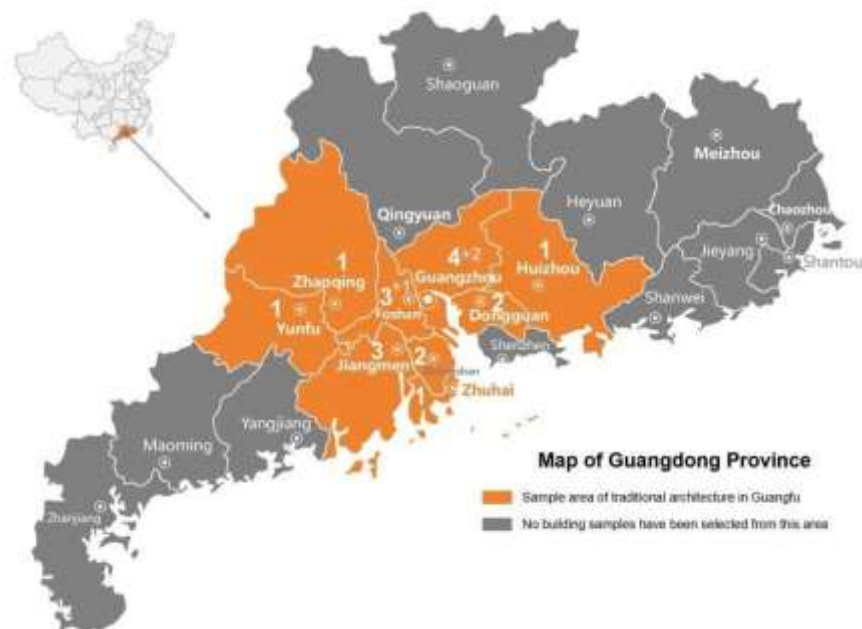 Shaoguan
Meizhou
Heyuan
Qingyuan
Chaozhou
Jieyang
Shantou
4+2
Guangzhou
1
Huizhou
1
Zhaoqing
3+1
Foshan
2
Dongguan
Shanwei
1
Yunfu
Shenzhen
3
Jiangmen
2
1
Zhuhai
Yangjiang
Maoming
Zhanjiang
Map of Guangdong Province
Sample area of traditional architecture in Guangfu
No building samples have been selected from this area